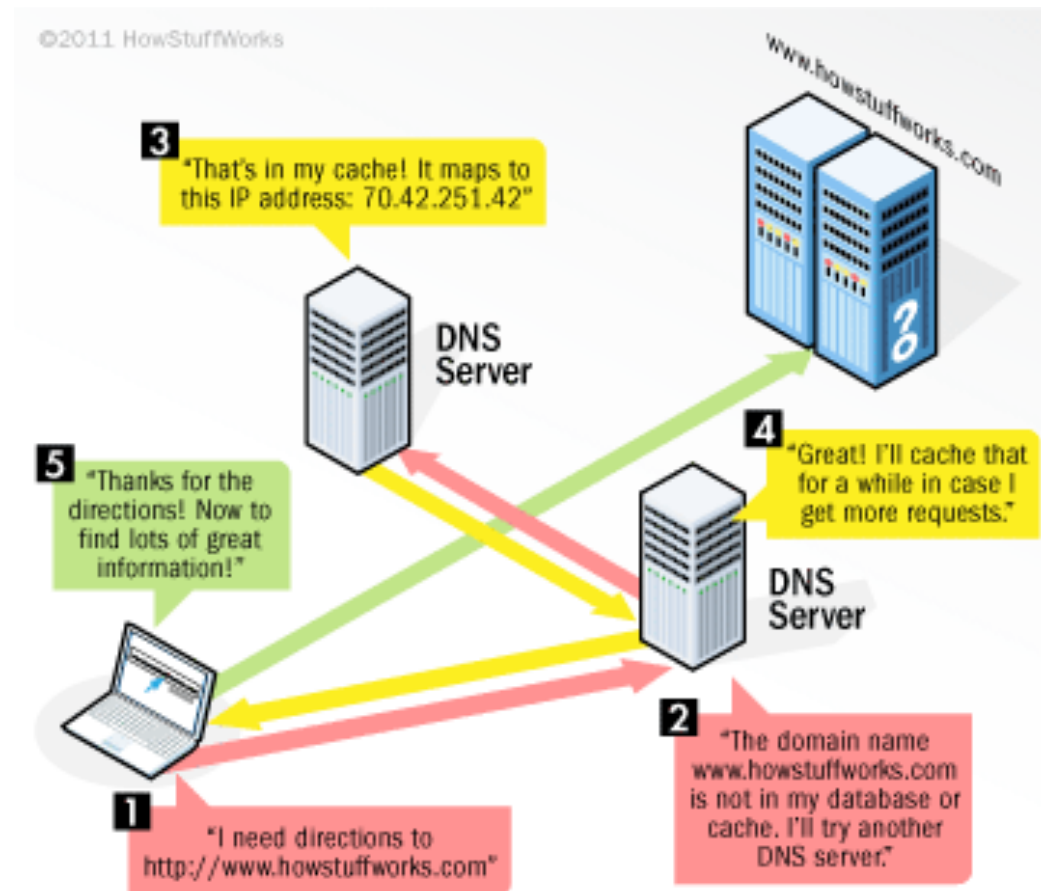 ©2011 HowStuffWorks
www.howstuffworks.com
3
"That's in my cache! It maps to
this IP address: 70.42.251.42"
DNS
Server
4
"Great! I'll cache that
for a while in case I
get more requests."
5
"Thanks for the
directions! Now to
find lots of great
information!"
DNS
Server
2
"The domain name
www.howstuffworks.com
is not in my database or
cache. I'll try another
DNS server."
1
"I need directions to
http://www.howstuffworks.com"